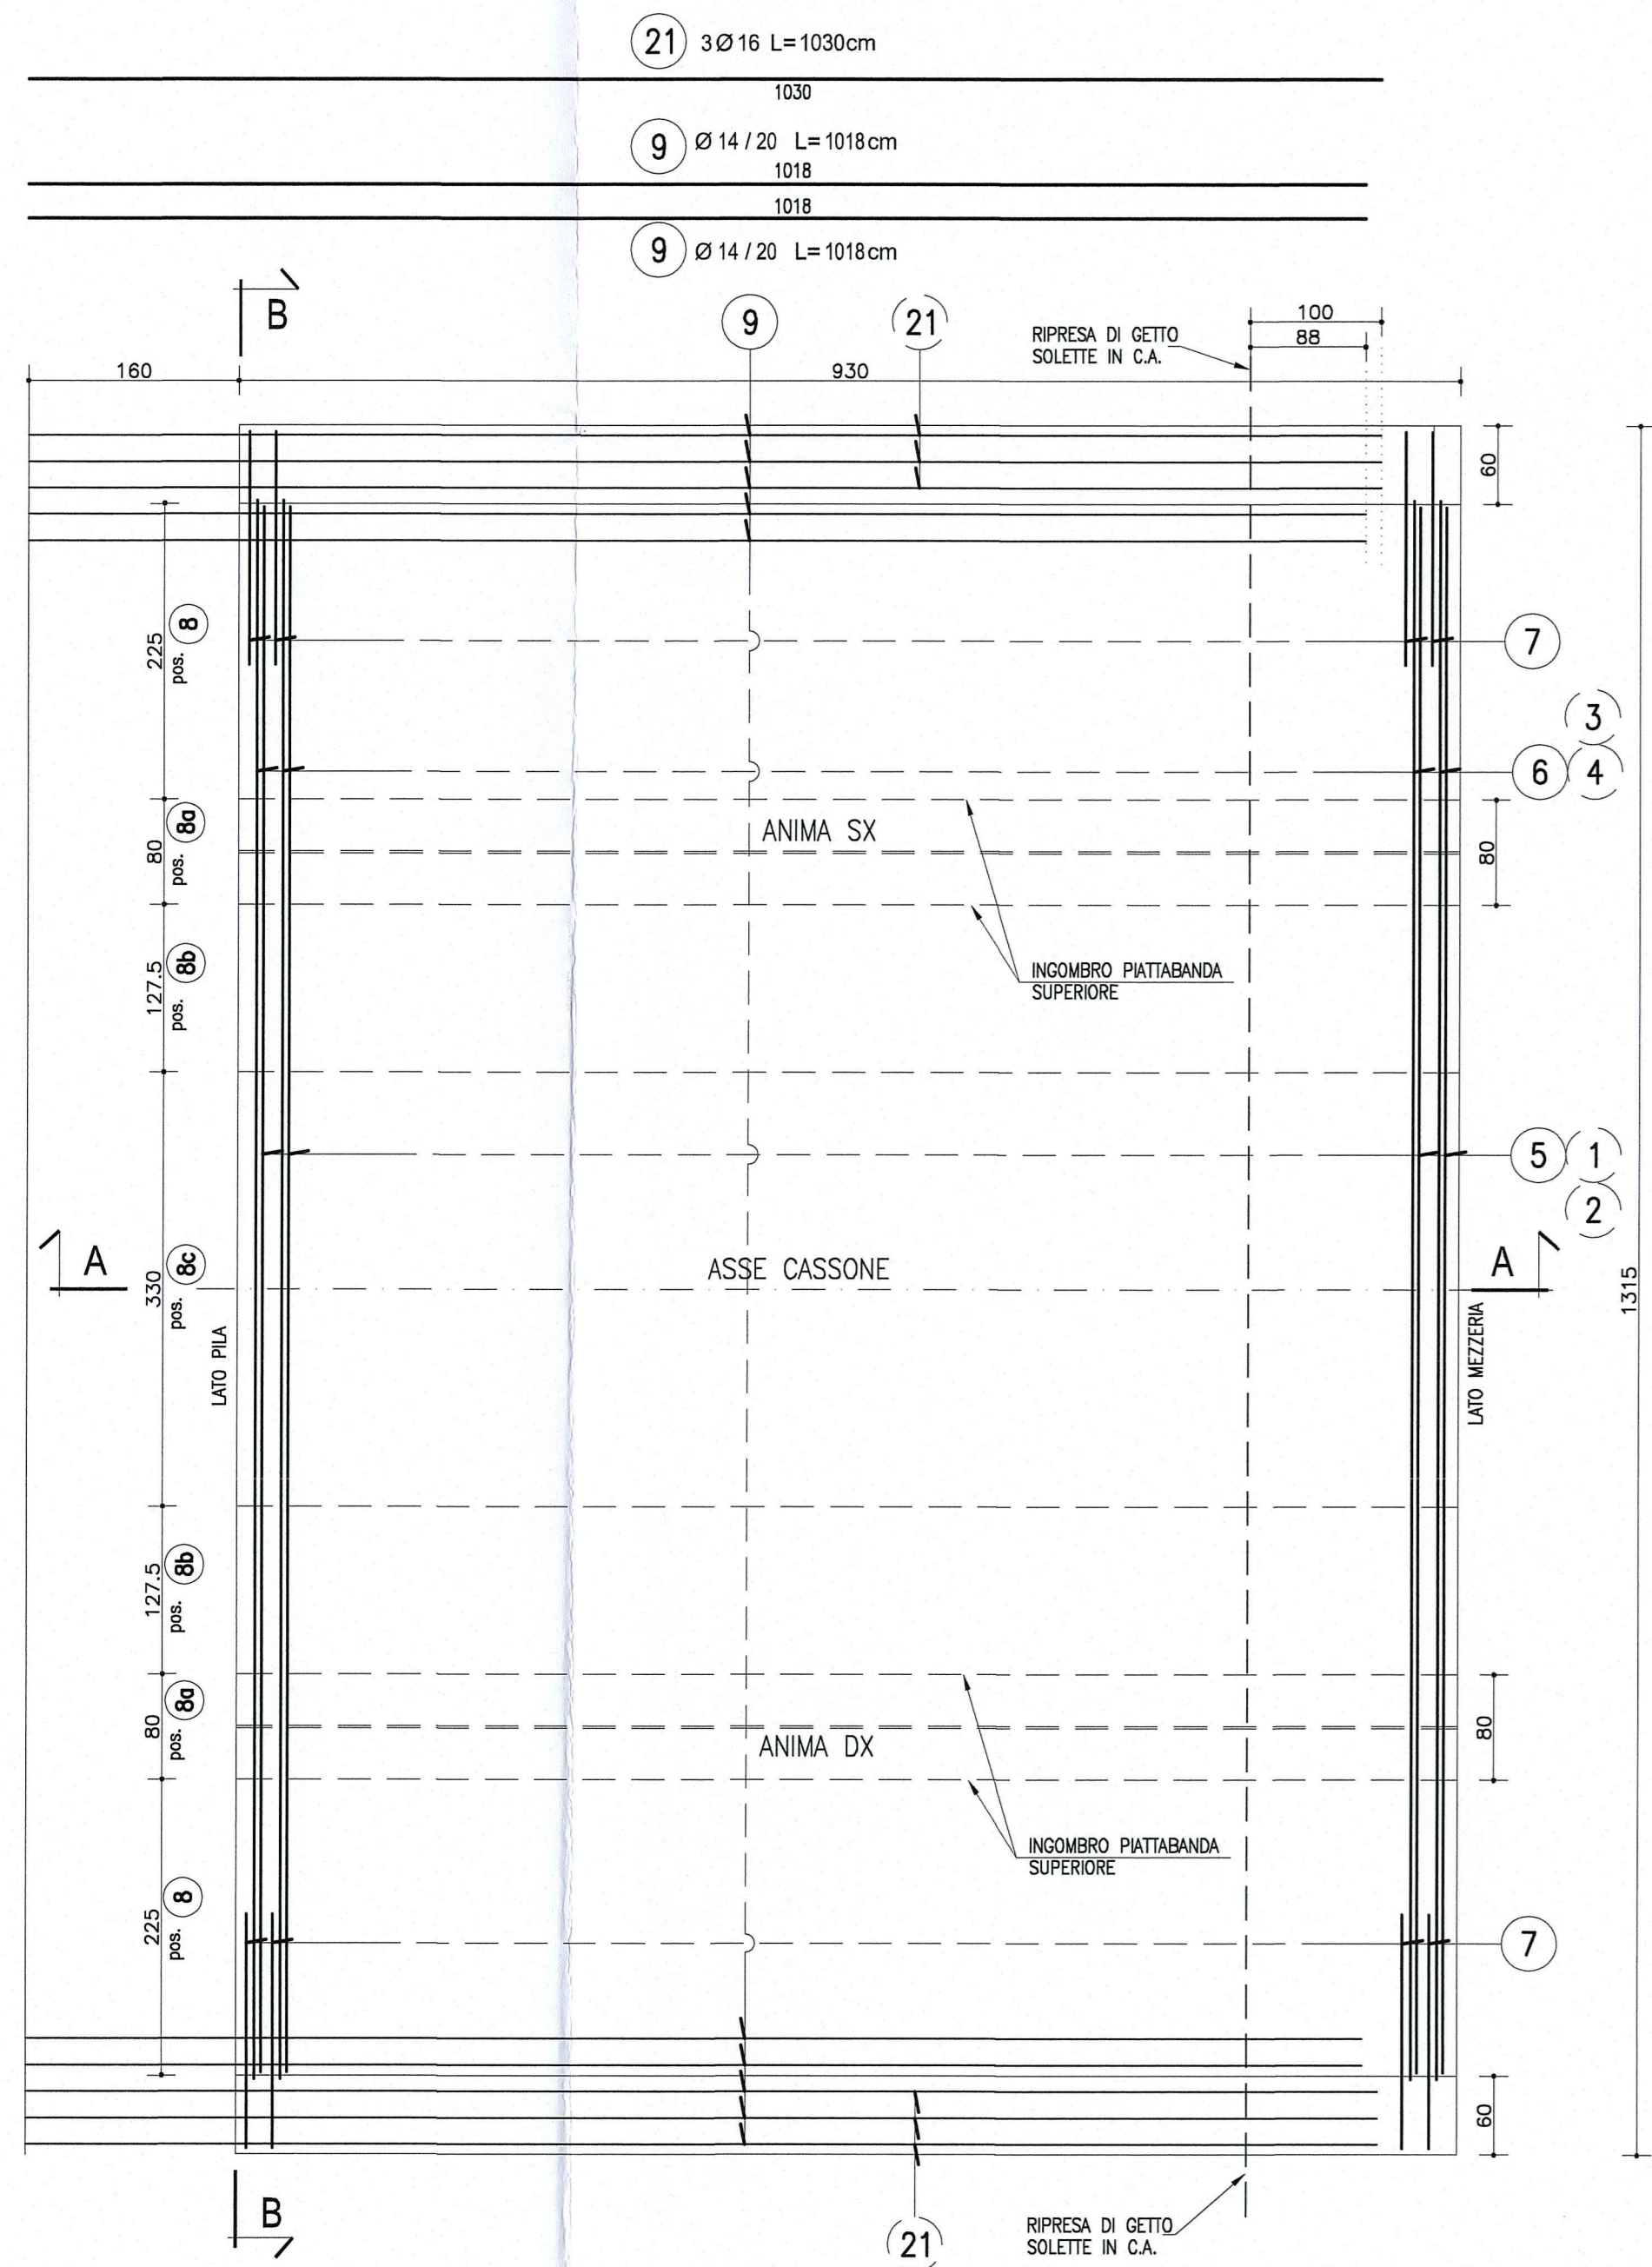 21 3Ø16 L=1030cm
1030
9 Ø 14 / 20 L=1018cm
1018
1018
9 Ø 14 / 20 L=1018cm
B
9
21
RIPRESA DI GETTO
SOLETTE IN C.A.
100
88
160
930
60
225
pos. 8
7
3
6 4
80
pos. 8a
ANIMA SX
80
127.5
pos. 8b
INGOMBRO PIATTABANDA
SUPERIORE
5 1
2
A
330
pos. 8c
ASSE CASSONE
A
1315
LATO PILA
LATO MEZZERIA
127.5
pos. 8b
80
pos. 8a
ANIMA DX
80
INGOMBRO PIATTABANDA
SUPERIORE
225
pos. 8
7
60
B
21
RIPRESA DI GETTO
SOLETTE IN C.A.